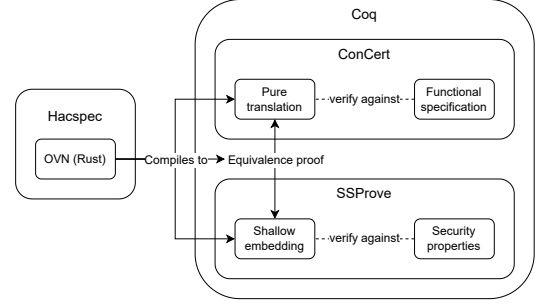 Coq
ConCert
Pure
translation
verify against
Functional
specification
Hacspec
OVN (Rust)
Compiles to
Equivalence proof
SSProve
Shallow
embedding
verify against
Security
properties